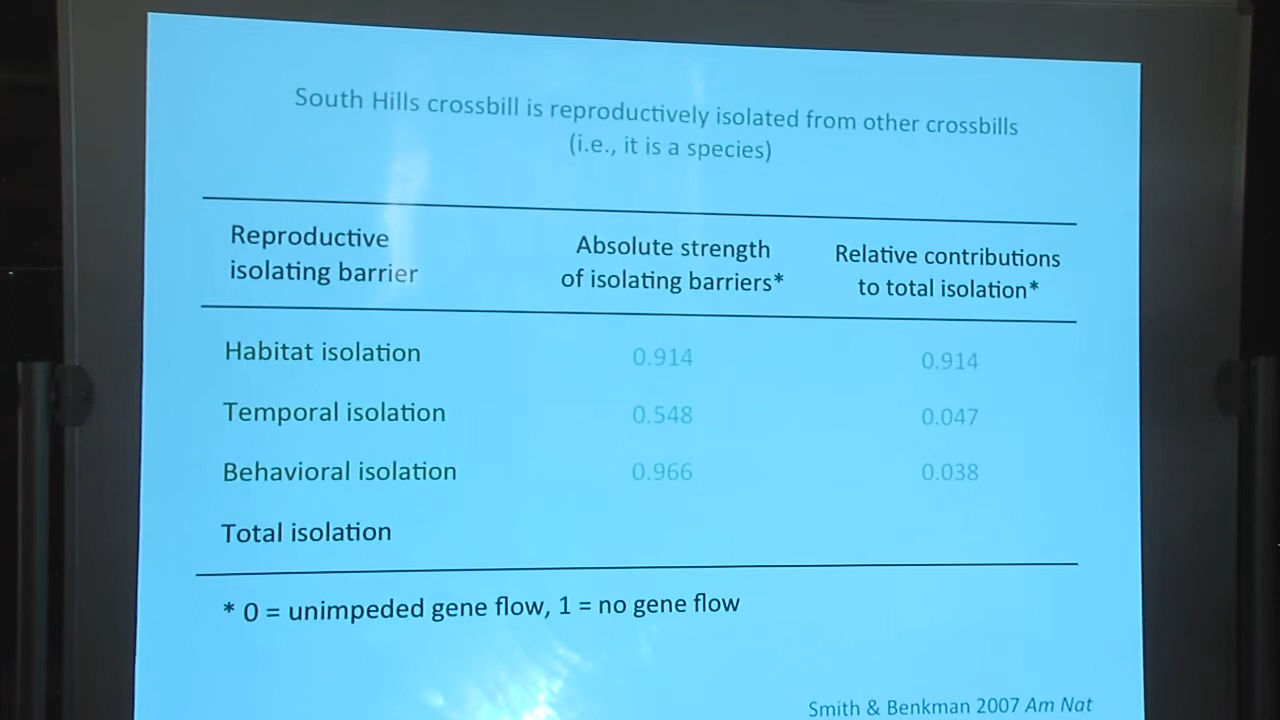 South Hills crossbill is reproductively isolated from other crossbills
(i.e., it is a species)
Reproductive isolating barrier
Absolute strength of isolating barriers*
Relative contributions to total isolation*
Habitat isolation 0.914 0.914
Temporal isolation 0.548 0.047
Behavioral isolation 0.966 0.038
Total isolation
* 0 = unimpeded gene flow, 1 = no gene flow
Smith & Benkman 2007 Am Nat